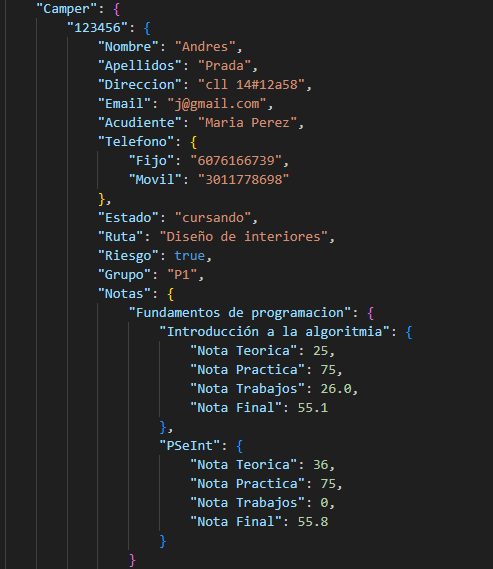 "Camper": {
"123456": {
"Nombre": "Andres",
"Apellidos": "Prada",
"Direccion": "cll 14#12a58",
"Email": "j@gmail.com",
"Acudiente": "Maria Perez",
"Telefono": {
"Fijo": "6076166739",
"Movil": "3011778698"
},
"Estado": "cursando",
"Ruta": "Diseño de interiores",
"Riesgo": true,
"Grupo": "P1",
"Notas": {
"Fundamentos de programacion": {
"Introducción a la algoritmia": {
"Nota Teorica": 25,
"Nota Practica": 75,
"Nota Trabajos": 26.0,
"Nota Final": 55.1
},
"PSeInt": {
"Nota Teorica": 36,
"Nota Practica": 75,
"Nota Trabajos": 0,
"Nota Final": 55.8
}
}